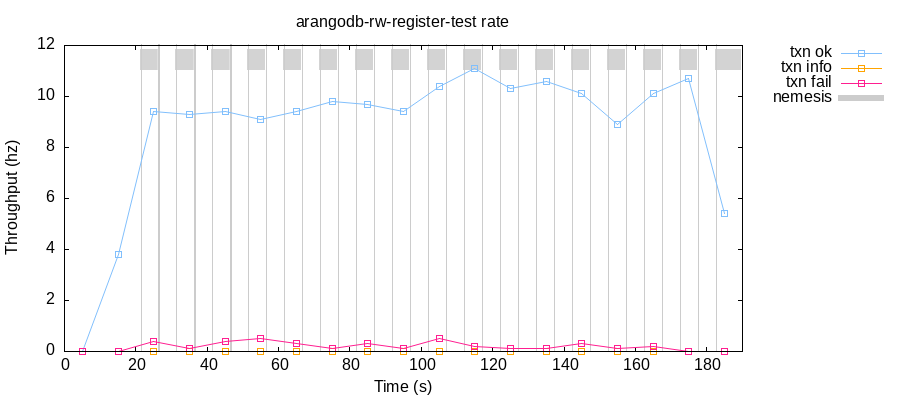 arangodb-rw-register-test rate
12
10
8
6
4
2
0
Throughput (hz)
0 20 40 60 80 100 120 140 160 180
Time (s)
txn ok
txn info
txn fail
nemesis